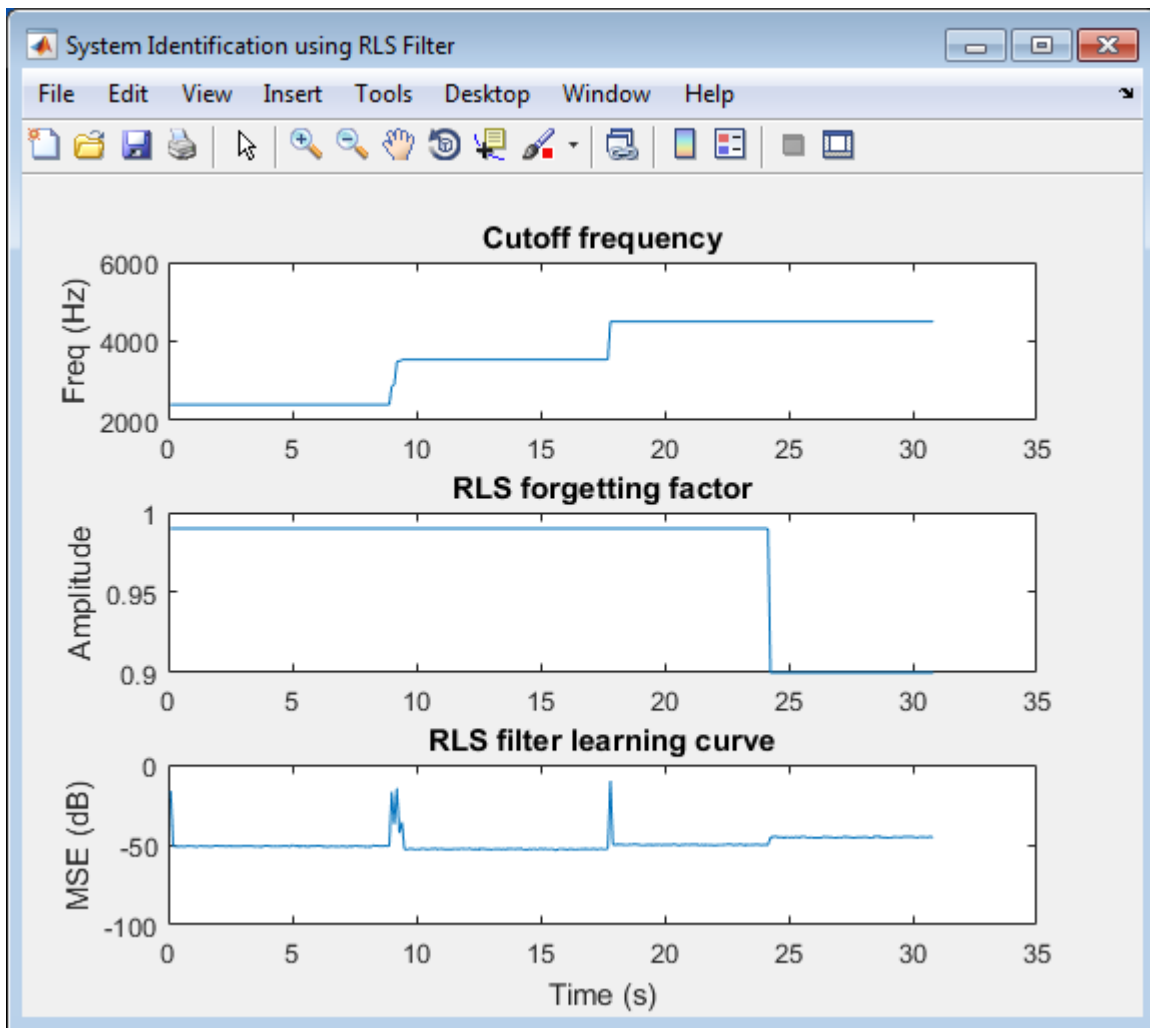 System Identification using RLS Filter
File Edit View Insert Tools Desktop Window Help
Cutoff frequency
6000
4000
2000
Freq (Hz)
0 5 10 15 20 25 30 35
RLS forgetting factor
1
0.95
0.9
Amplitude
0 5 10 15 20 25 30 35
RLS filter learning curve
0
-50
-100
MSE (dB)
0 5 10 15 20 25 30 35
Time (s)